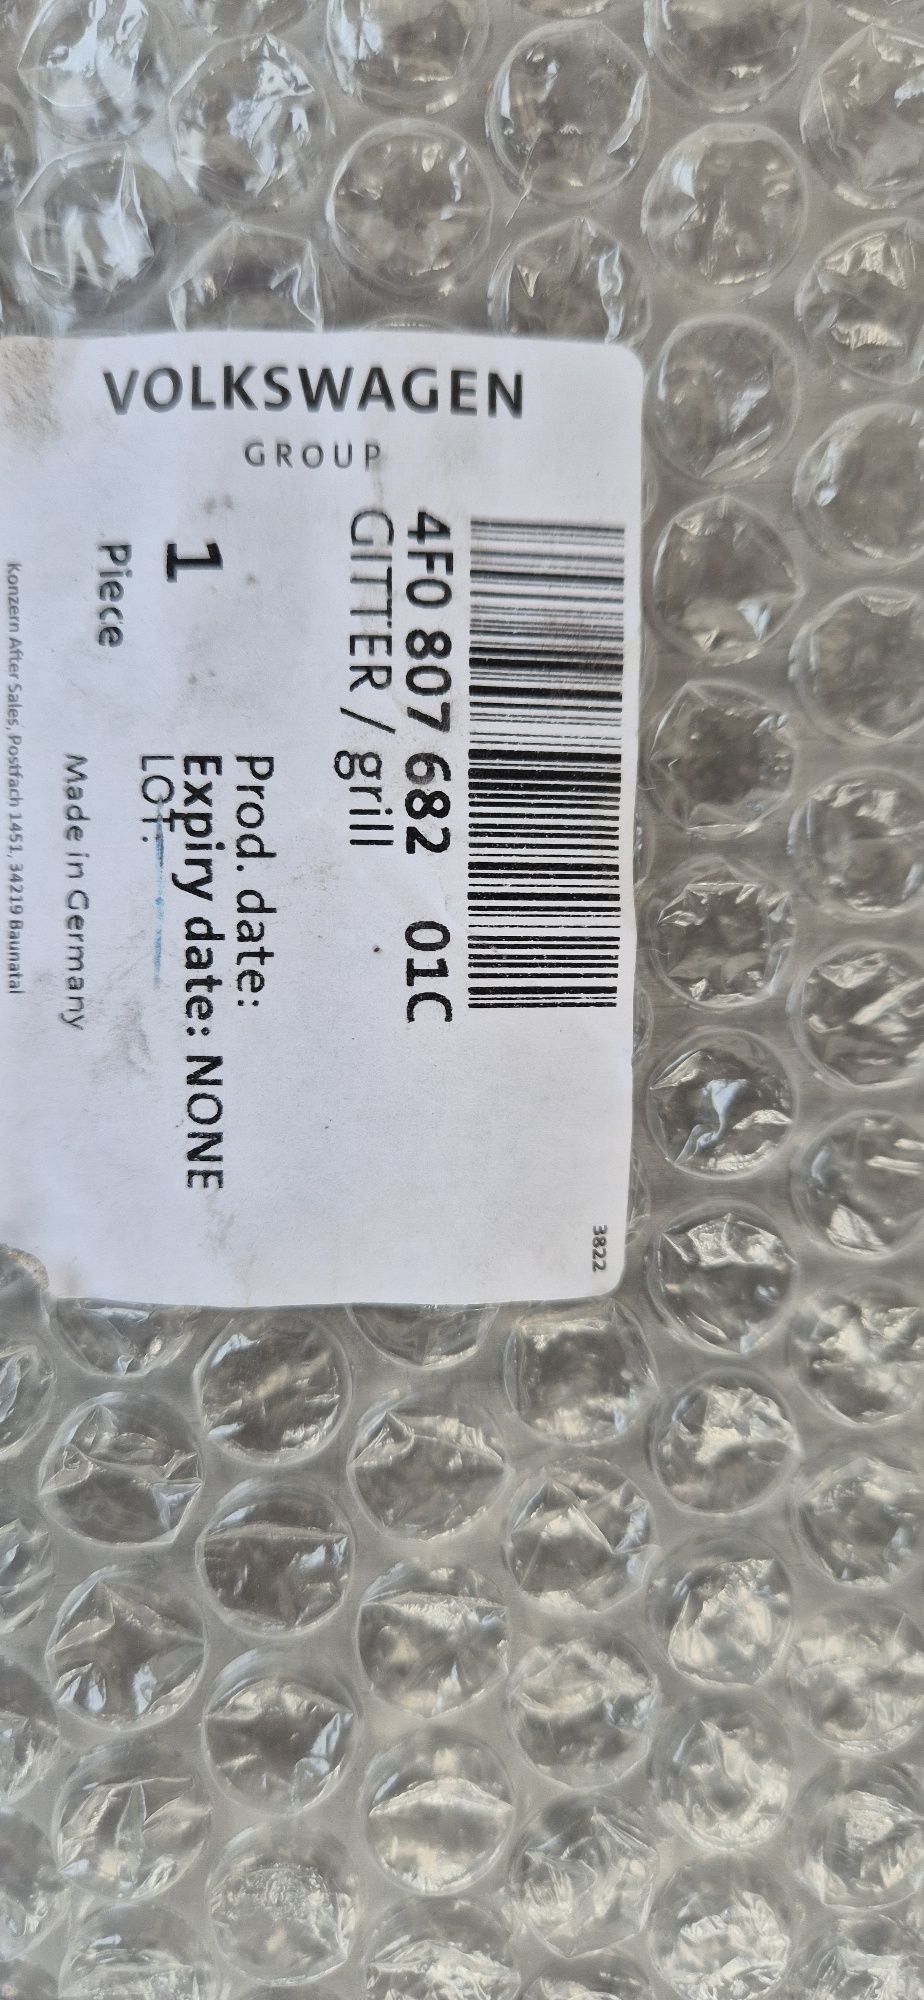 VOLKSWAGEN
GROUP
3822
4F0 807 682 01C
GITTER / grill
Prod. date:
Expiry date: NONE
LOT:
1
Piece
Made in Germany
Konzern After Sales, Postfach 1451, 34219 Baunatal